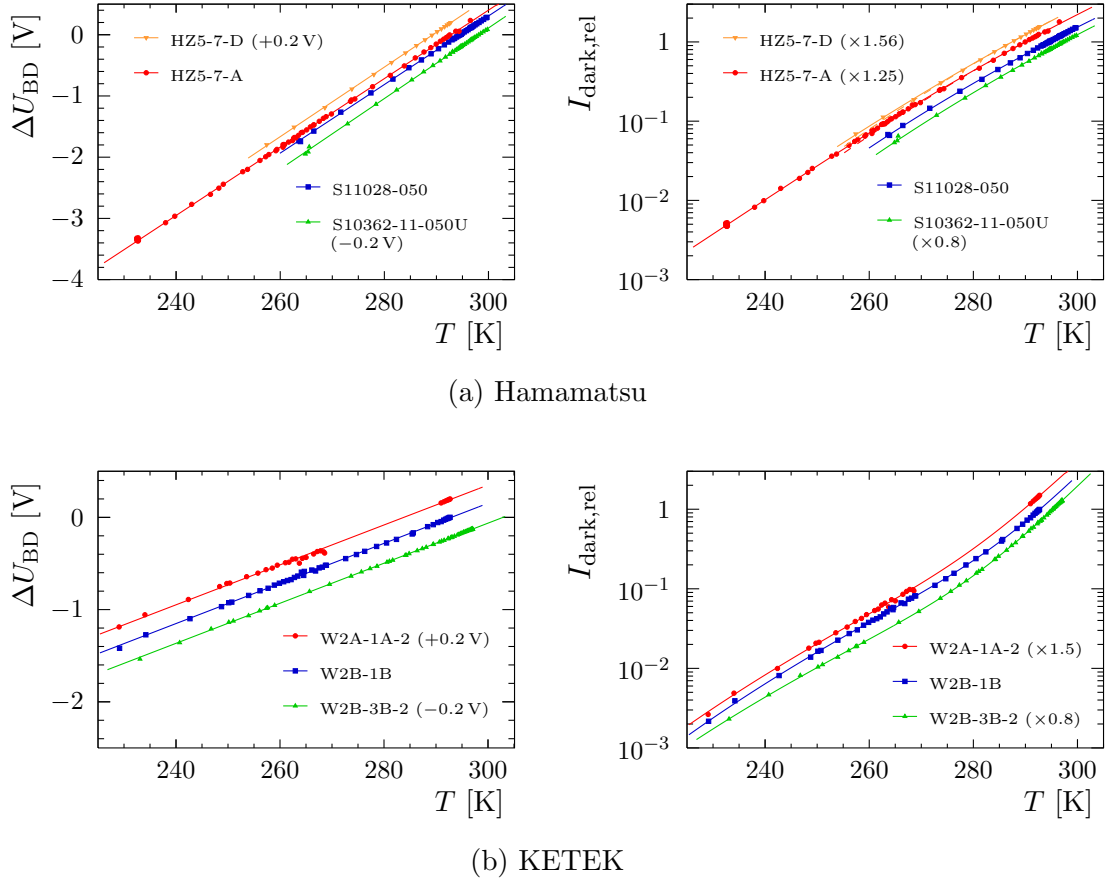 ΔU_BD [V]
0
−1
−2
−3
−4
HZ5-7-D (+0.2 V)
HZ5-7-A
S11028-050
S10362-11-050U
(−0.2 V)
240 260 280 300
T [K]
I_dark,rel
1
10⁻¹
10⁻²
10⁻³
HZ5-7-D (×1.56)
HZ5-7-A (×1.25)
S11028-050
S10362-11-050U
(×0.8)
240 260 280 300
T [K]
(a) Hamamatsu
ΔU_BD [V]
0
−1
−2
W2A-1A-2 (+0.2 V)
W2B-1B
W2B-3B-2 (−0.2 V)
240 260 280 300
T [K]
I_dark,rel
1
10⁻¹
10⁻²
10⁻³
W2A-1A-2 (×1.5)
W2B-1B
W2B-3B-2 (×0.8)
240 260 280 300
T [K]
(b) KETEK